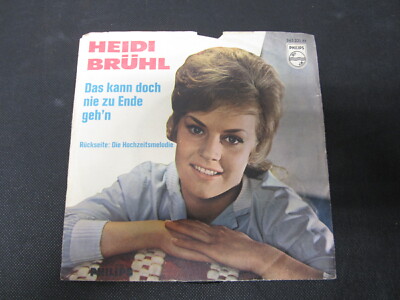 HEIDI
BRÜHL
PHILIPS
Das kann doch
nie zu Ende
geh'n
Rückseite: Die Hochzeitsmelodie